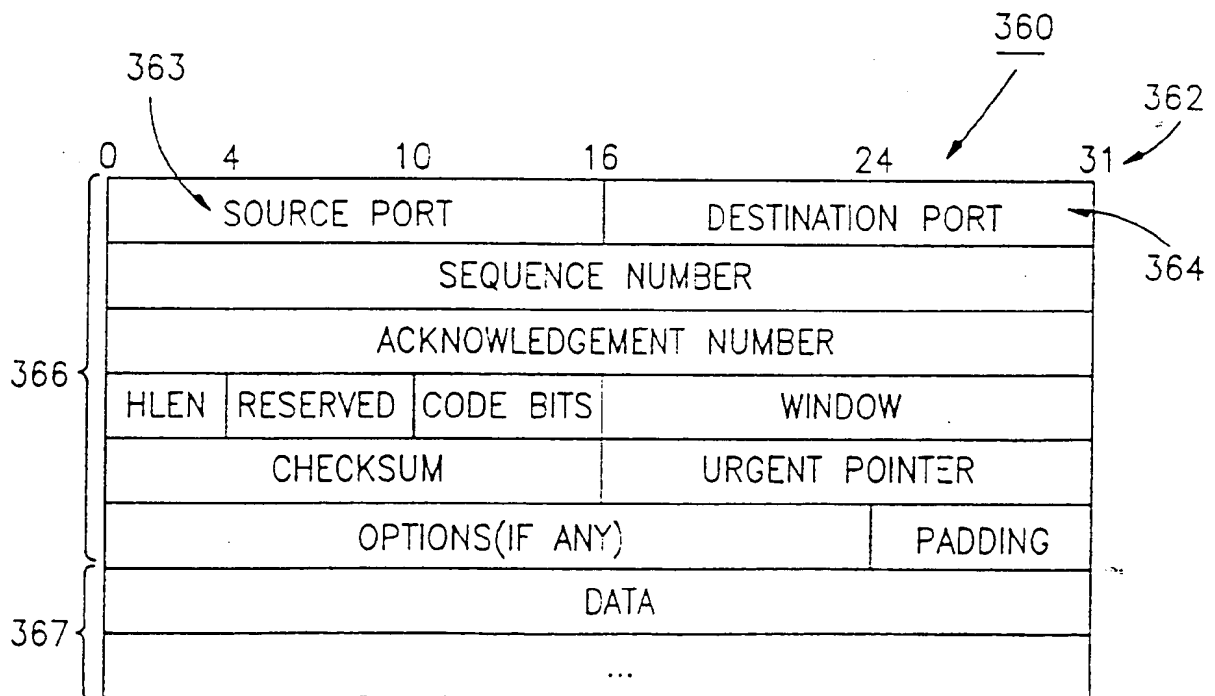 360
363
362
0 4 10 16 24 31
SOURCE PORT DESTINATION PORT
364
SEQUENCE NUMBER
ACKNOWLEDGEMENT NUMBER
366
HLEN RESERVED CODE BITS WINDOW
CHECKSUM URGENT POINTER
OPTIONS(IF ANY) PADDING
DATA
367
...